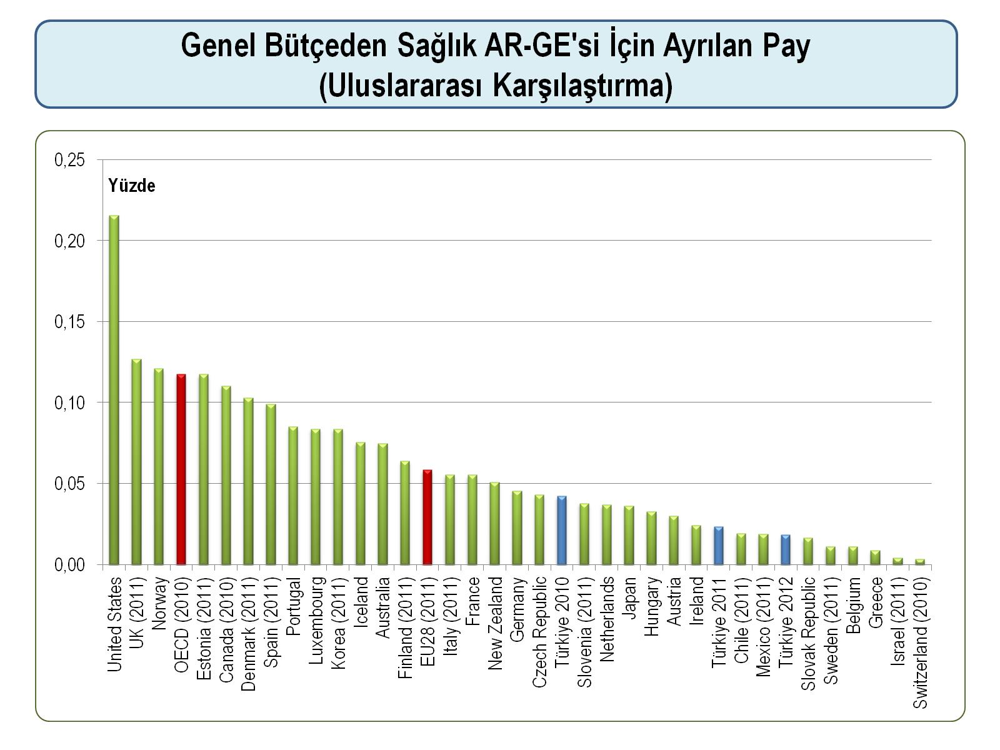 Genel Bütçeden Sağlık AR-GE'si İçin Ayrılan Pay
(Uluslararası Karşılaştırma)
0,25
Yüzde
0,20
0,15
0,10
0,05
0,00
United States
UK (2011)
Norway
OECD (2010)
Estonia (2011)
Canada (2010)
Denmark (2011)
Spain (2011)
Portugal
Luxembourg
Korea (2011)
Iceland
Australia
Finland (2011)
EU28 (2011)
Italy (2011)
France
New Zealand
Germany
Czech Republic
Türkiye 2010
Slovenia (2011)
Netherlands
Japan
Hungary
Austria
Ireland
Türkiye 2011
Chile (2011)
Mexico (2011)
Türkiye 2012
Slovak Republic
Sweden (2011)
Belgium
Greece
Israel (2011)
Switzerland (2010)